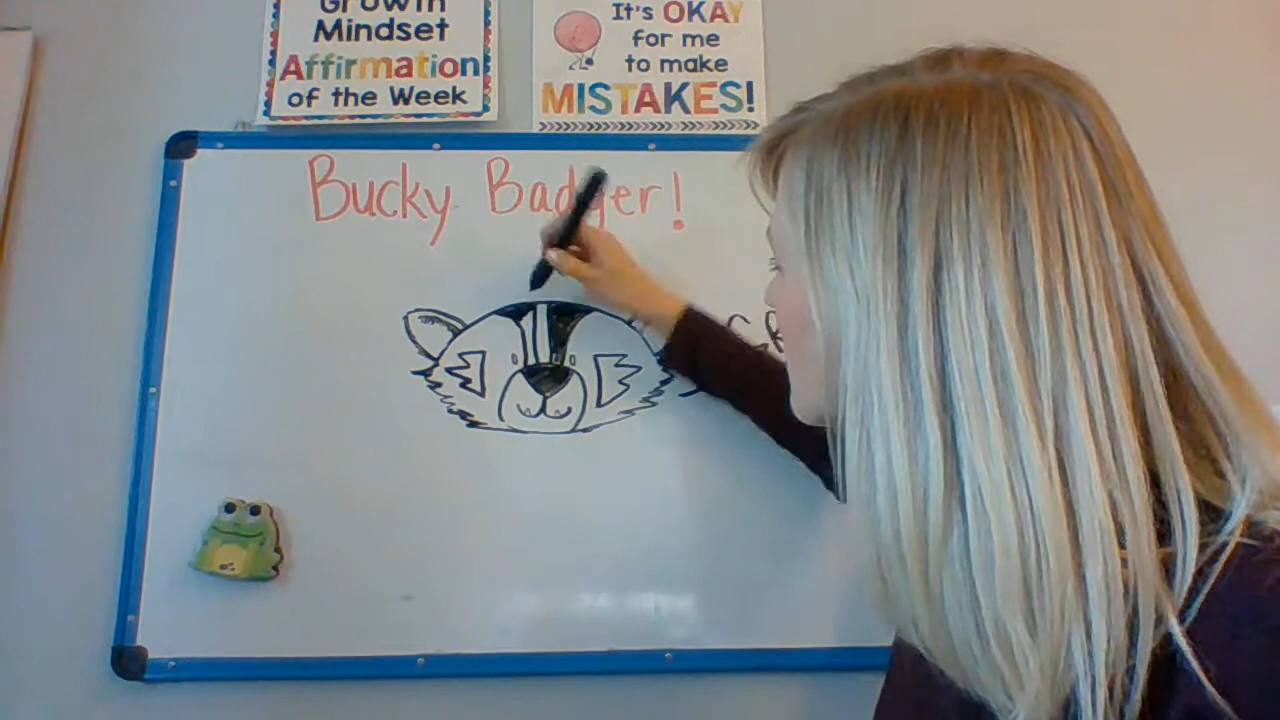 Growth
Mindset
Affirmation
of the Week
It's OKAY
for me
to make
MISTAKES!
Bucky Badger!